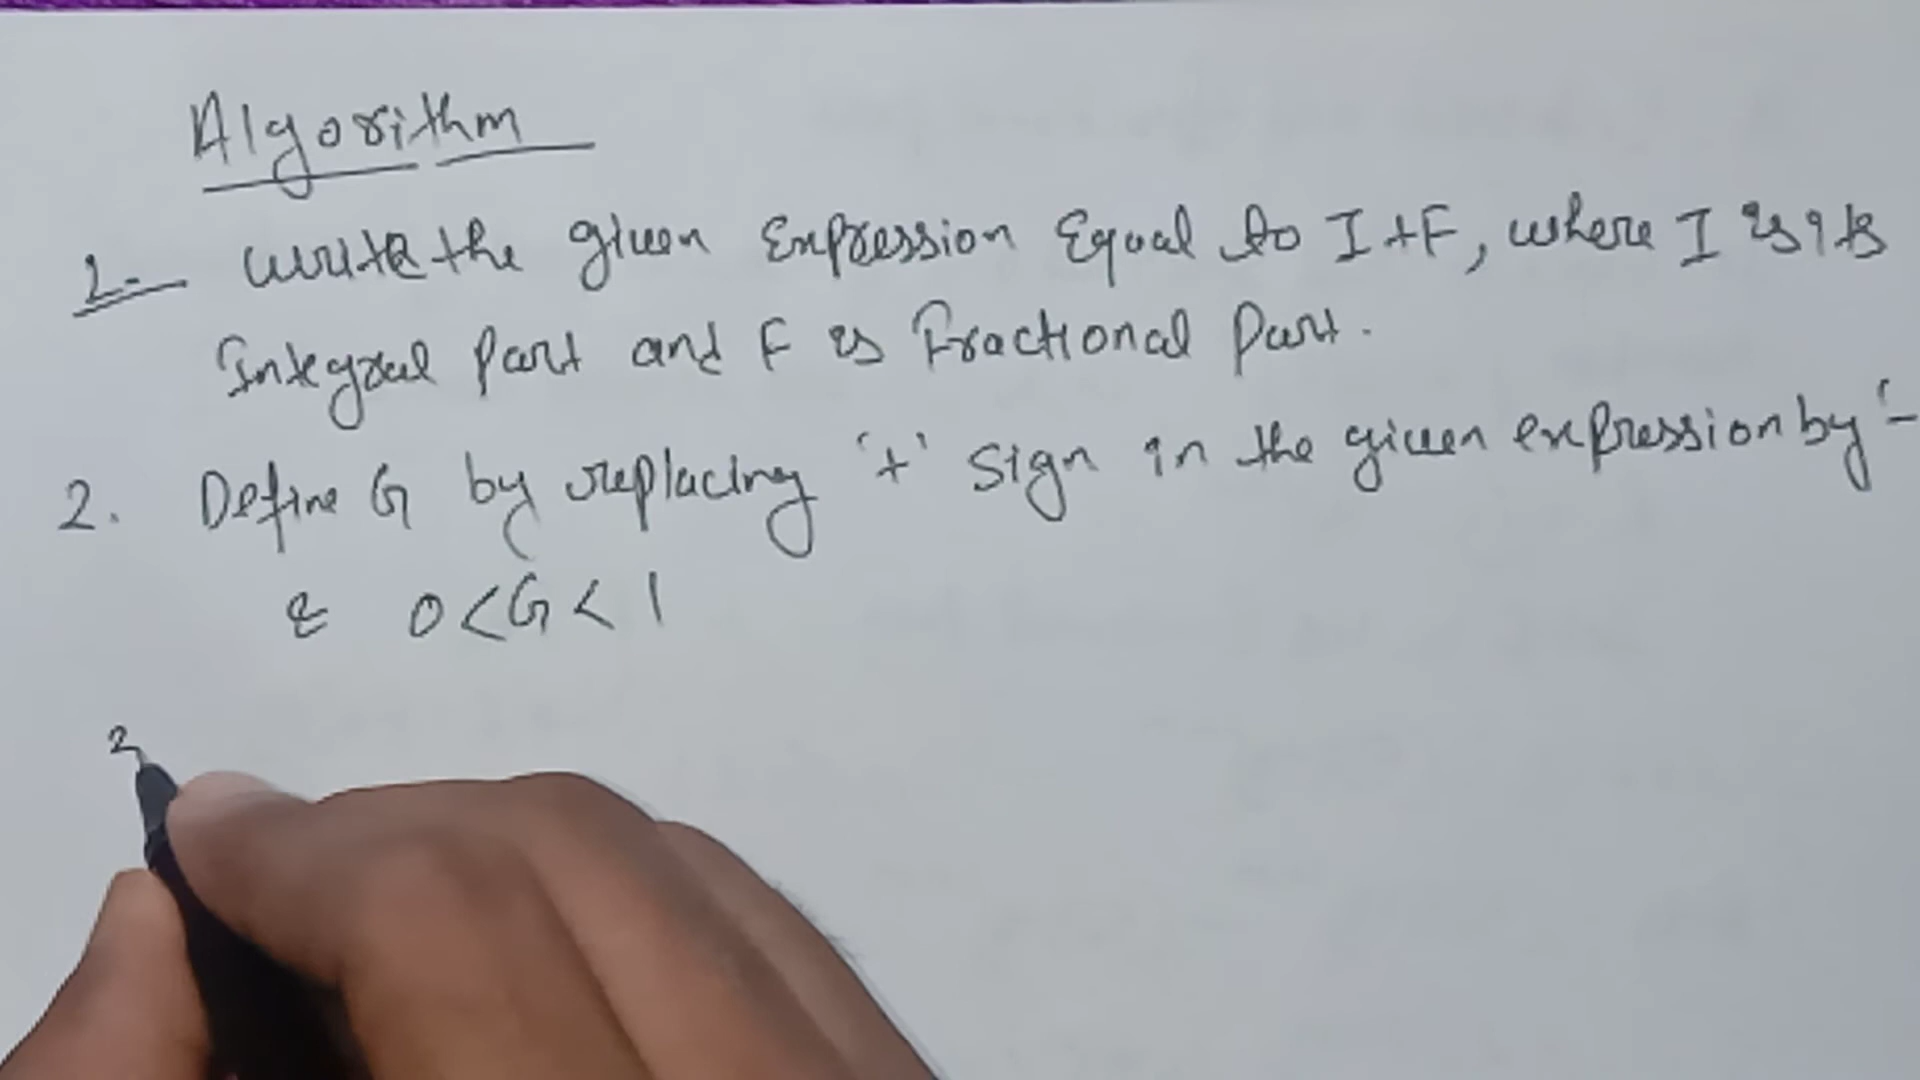 Algorithm
1. write the given Expression Equal to I+F, where I is its
Integral Part and F is Fractional Part.
2. Define G by replacing '+' Sign in the given expression by '-
& 0<G<1
2